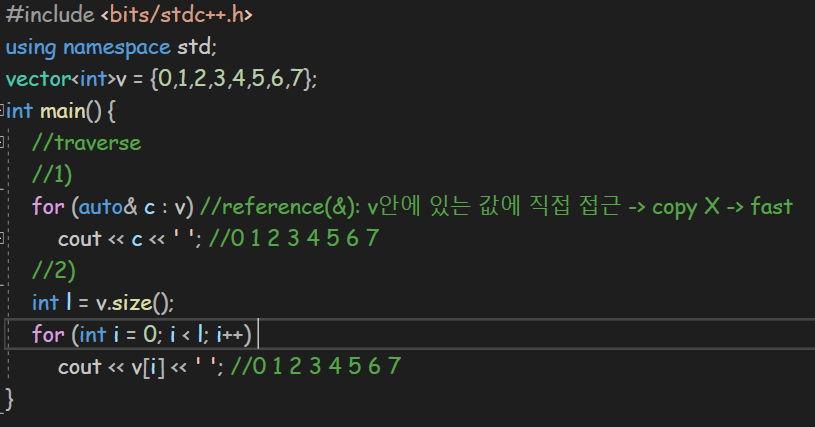 #include <bits/stdc++.h>
using namespace std;
vector<int>v = {0,1,2,3,4,5,6,7};
int main() {
//traverse
//1)
for (auto& c : v) //reference(&): v안에 있는 값에 직접 접근 -> copy X -> fast
cout << c << ' '; //0 1 2 3 4 5 6 7
//2)
int l = v.size();
for (int i = 0; i < l; i++)
cout << v[i] << ' '; //0 1 2 3 4 5 6 7
}